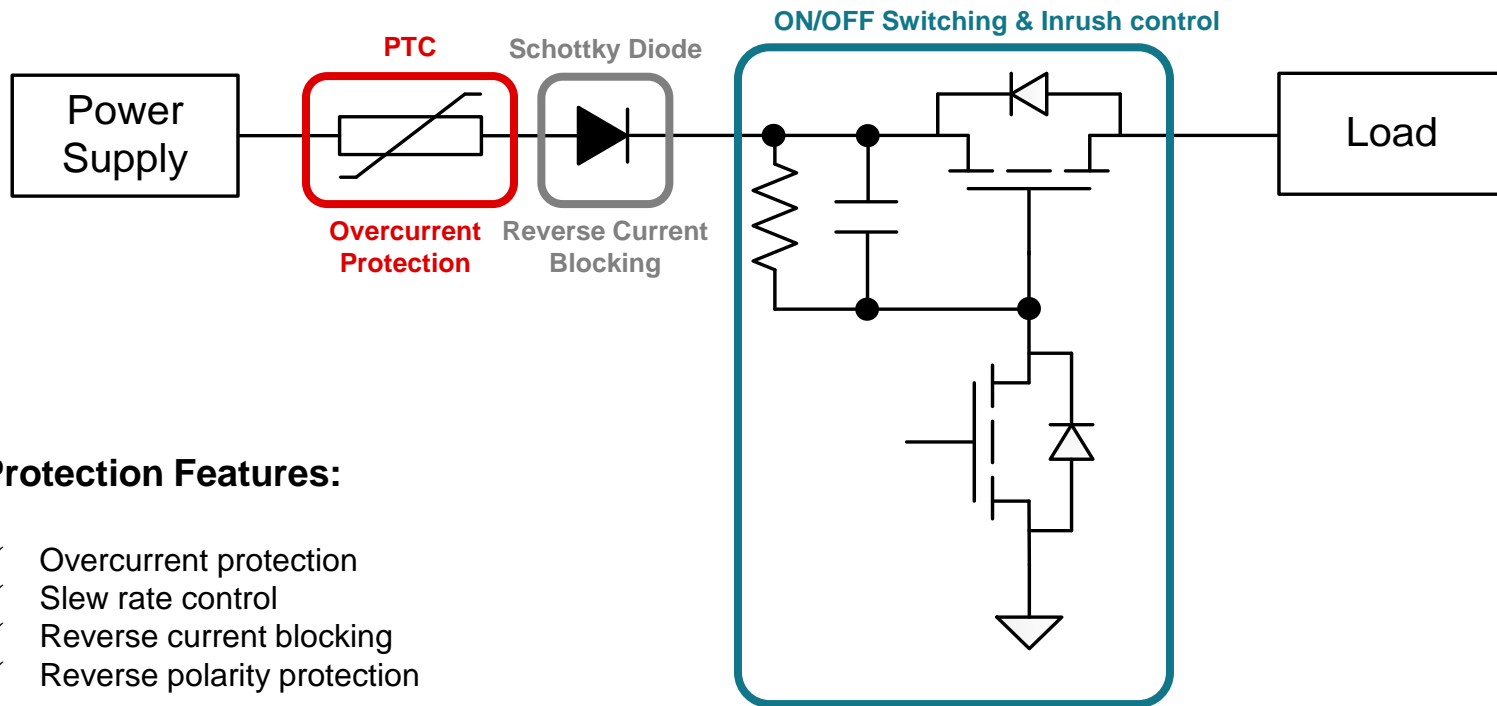 ON/OFF Switching & Inrush control
PTC
Schottky Diode
Power
Supply
Load
Overcurrent
Protection
Reverse Current
Blocking
Protection Features:
Overcurrent protection
Slew rate control
Reverse current blocking
Reverse polarity protection